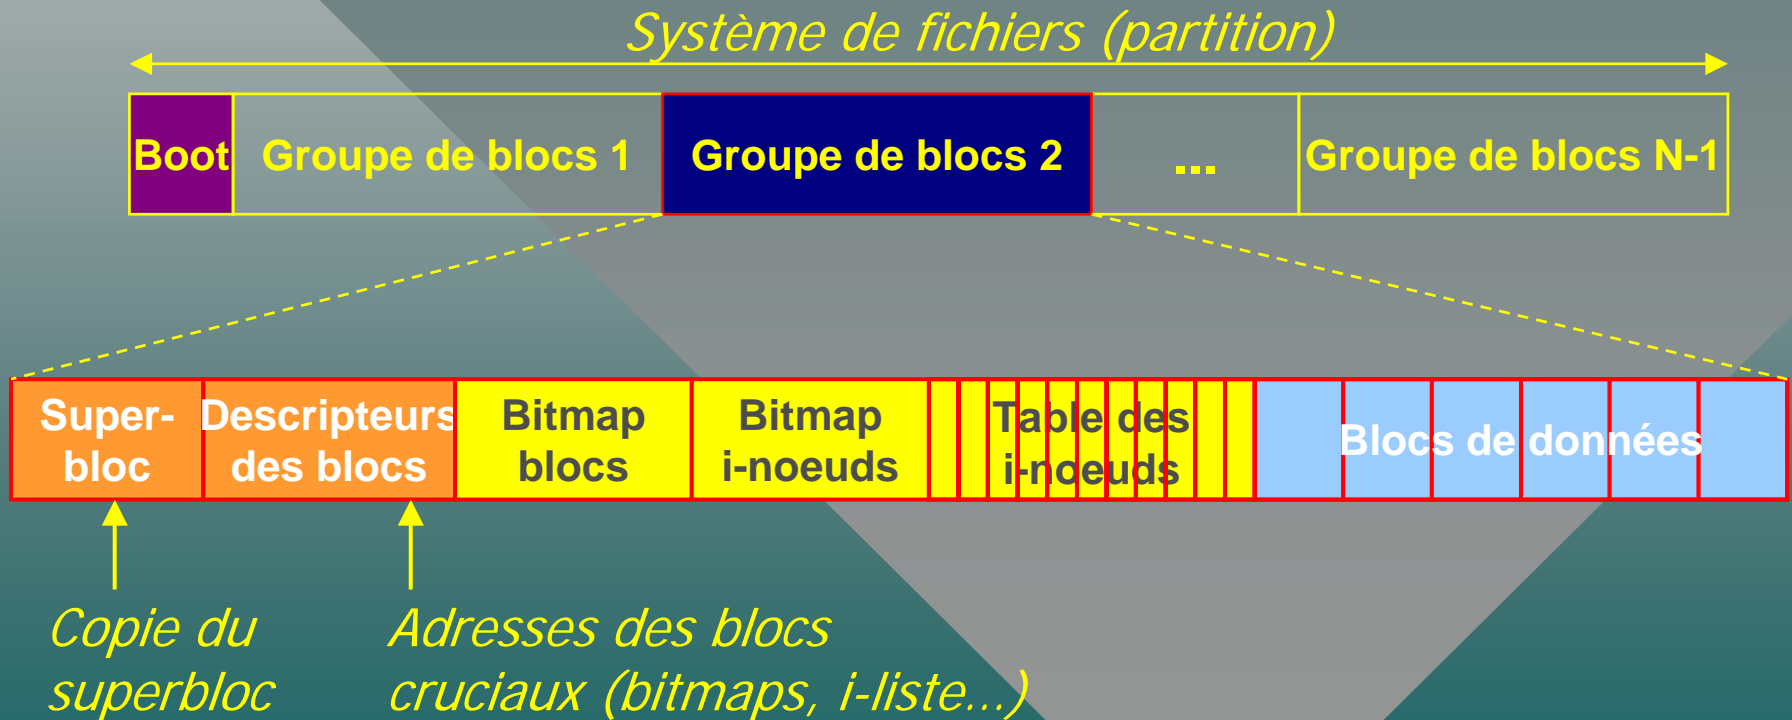 Système de fichiers (partition)
Boot Groupe de blocs 1 Groupe de blocs 2 ... Groupe de blocs N-1
Super-
bloc
Descripteurs
des blocs
Bitmap
blocs
Bitmap
i-noeuds
Table des
i-noeuds
Blocs de données
Copie du
superbloc
Adresses des blocs
cruciaux (bitmaps, i-liste...)